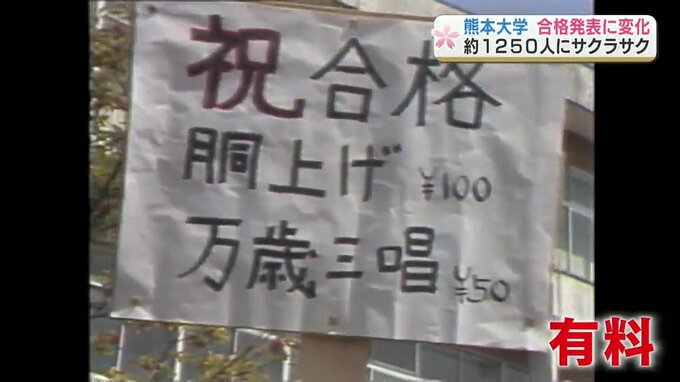 熊本大学 合格発表に変化
約1250人にサクラサク
祝合格
胴上げ ¥100
万歳三唱 ¥50
有料